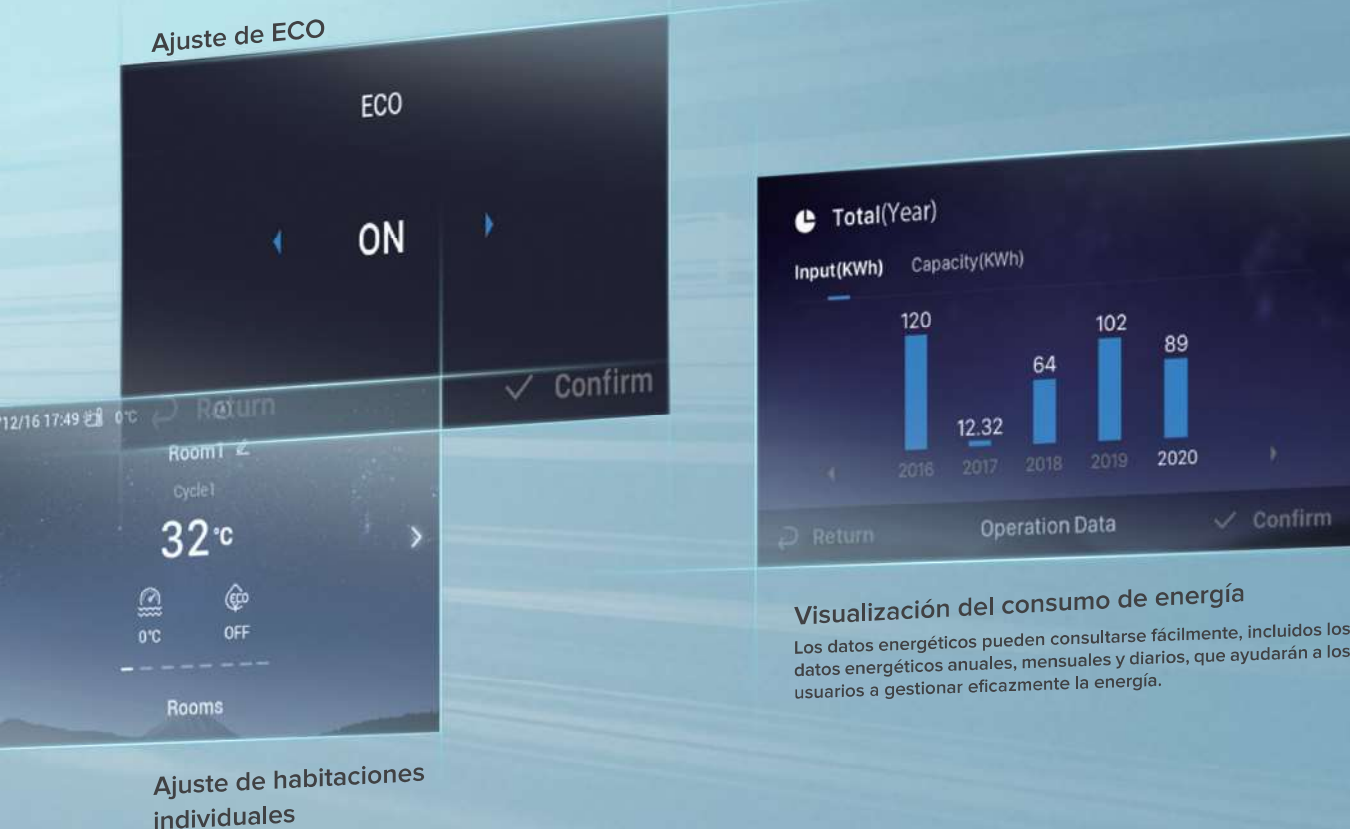 Ajuste de ECO
ECO
ON
Return
✓ Confirm
/12/16 17:49 0°C
Room1
Cycle1
32°C
0°C OFF
Rooms
Ajuste de habitaciones
individuales
Total(Year)
Input(KWh) Capacity(KWh)
120 12.32 64 102 89
2016 2017 2018 2019 2020
Return Operation Data ✓ Confirm
Visualización del consumo de energía
Los datos energéticos pueden consultarse fácilmente, incluidos los
datos energéticos anuales, mensuales y diarios, que ayudarán a los
usuarios a gestionar eficazmente la energía.